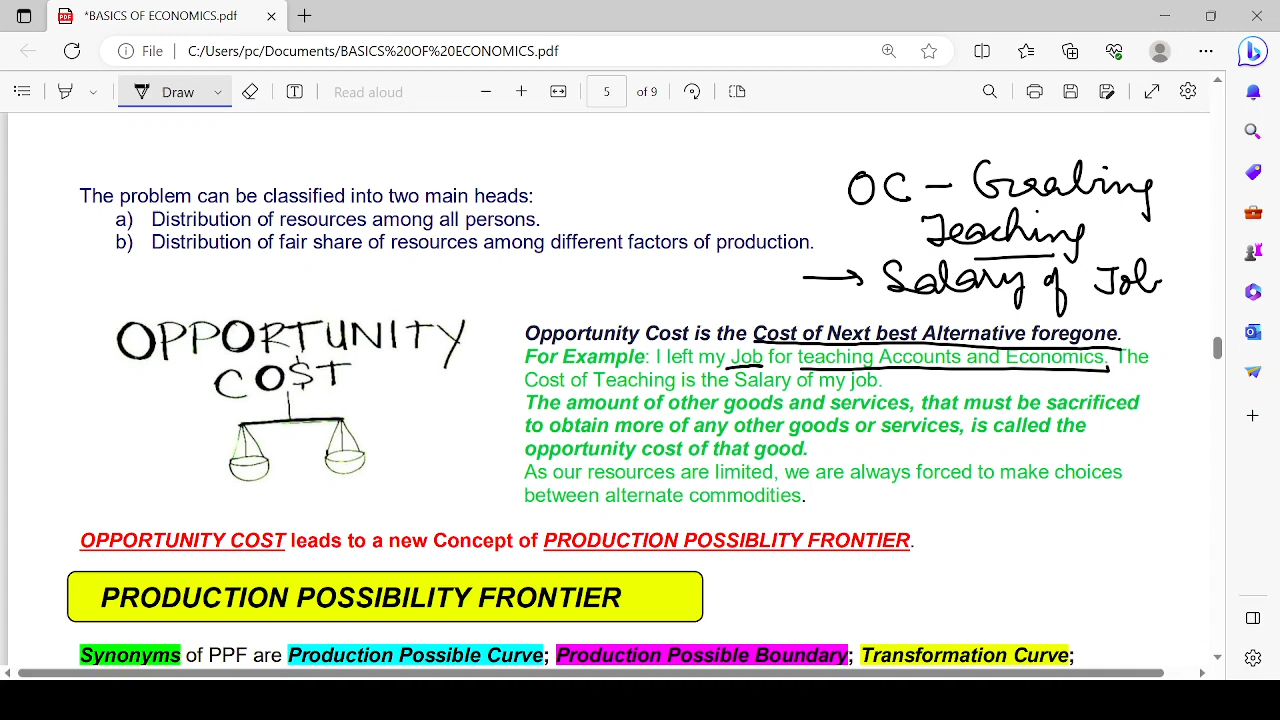 *BASICS OF ECONOMICS.pdf
File C:/Users/pc/Documents/BASICS%20OF%20ECONOMICS.pdf
Draw Read aloud 5 of 9
OC - Grabing
Teaching
→ Salary of Job
The problem can be classified into two main heads:
a) Distribution of resources among all persons.
b) Distribution of fair share of resources among different factors of production.
OPPORTUNITY
CO$T
Opportunity Cost is the Cost of Next best Alternative foregone.
For Example: I left my Job for teaching Accounts and Economics. The
Cost of Teaching is the Salary of my job.
The amount of other goods and services, that must be sacrificed
to obtain more of any other goods or services, is called the
opportunity cost of that good.
As our resources are limited, we are always forced to make choices
between alternate commodities.
OPPORTUNITY COST leads to a new Concept of PRODUCTION POSSIBLITY FRONTIER.
PRODUCTION POSSIBILITY FRONTIER
Synonyms of PPF are Production Possible Curve; Production Possible Boundary; Transformation Curve;